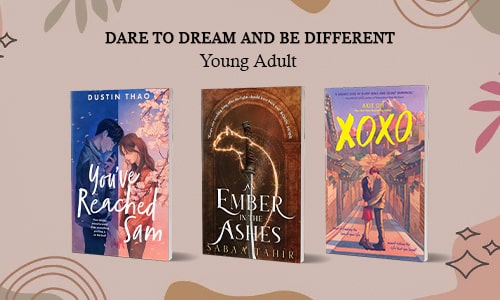 DARE TO DREAM AND BE DIFFERENT
Young Adult
DUSTIN THAO
You've
Reached
Sam
AN
EMBER
IN THE
ASHES
SABAA TAHIR
AXIE OH
XOXO